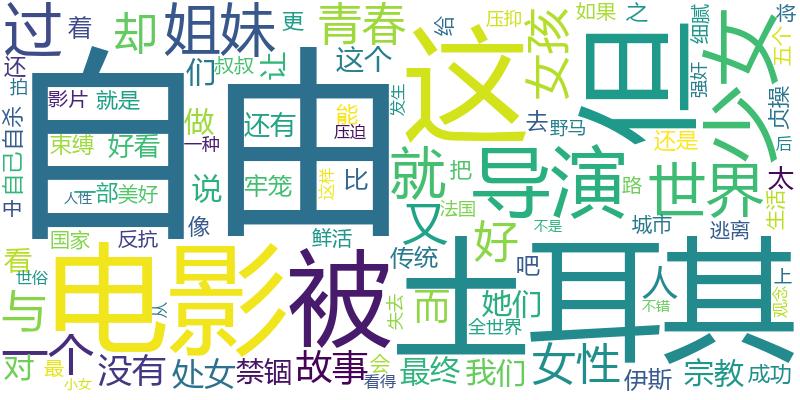 过
着
却
姐妹
更
青春
给
压抑
如果
之
细腻
将
五个
还
拍
们
叔叔
让
这个
这
女孩
但
强奸
少女
自由
影片
就是
做
还有
能
压迫
发生
去
野马
还是
后
贞操
自杀
自己
中
束缚
好看
一种
人性
一部
美好
说
牢笼
这样
比
就
把
法国
导演
路
世界
太
生活
国家
反抗
像
鲜活
又
好
不是
城市
逃离
看
世俗
电影
从
被
传统
失去
而
土耳其
吧
她们
全世界
人
不错
上
观念
与
一个
对
最
小女
没有
处女
禁锢
故事
会
看得
最终
我们
女性
伊斯
宗教
成功